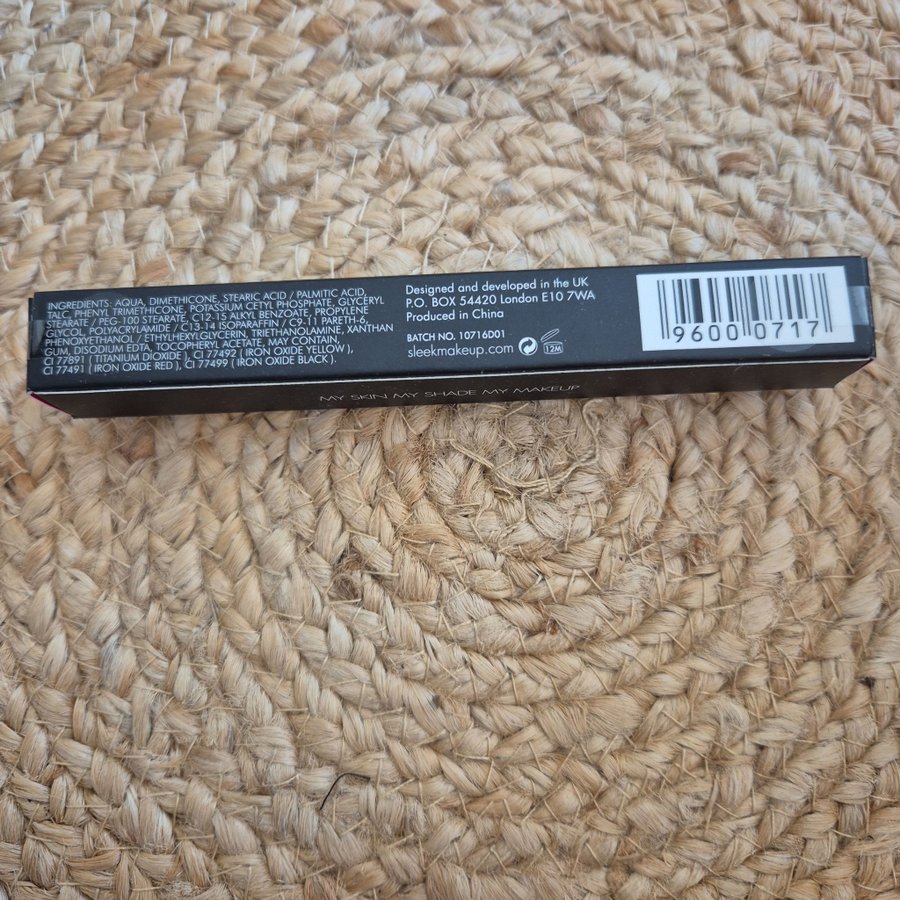 INGREDIENTS: AQUA, DIMETHICONE, STEARIC ACID / PALMITIC ACID,
TALC, PHENYL TRIMETHICONE, POTASSIUM CETYL PHOSPHATE, GLYCERYL
STEARATE / PEG-100 STEARATE, C12-15 ALKYL BENZOATE, PROPYLENE
GLYCOL, POLYACRYLAMIDE / C13-14 ISOPARAFFIN / C9-11 PARETH-6,
PHENOXYETHANOL / ETHYLHEXYLGLYCERIN, TRIETHANOLAMINE, XANTHAN
GUM, DISODIUM EDTA, TOCOPHERYL ACETATE, MAY CONTAIN,
CI 77891 ( TITANIUM DIOXIDE ), CI 77492 ( IRON OXIDE YELLOW ),
CI 77491 ( IRON OXIDE RED ), CI 77499 ( IRON OXIDE BLACK ).
Designed and developed in the UK
P.O. BOX 54420 London E10 7WA
Produced in China
BATCH NO. 10716D01
sleekmakeup.com
12M
9600 0717
MY SKIN MY SHADE MY MAKEUP